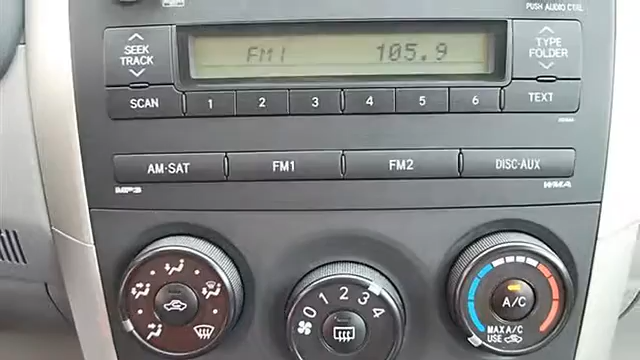 PUSH AUDIO CTRL
SEEK
TRACK
FM1 105.9
TYPE
FOLDER
SCAN 1 2 3 4 5 6 TEXT
AM·SAT FM1 FM2 DISC·AUX
MP3 WMA
0 1 2 3 4
A/C
MAX A/C
USE